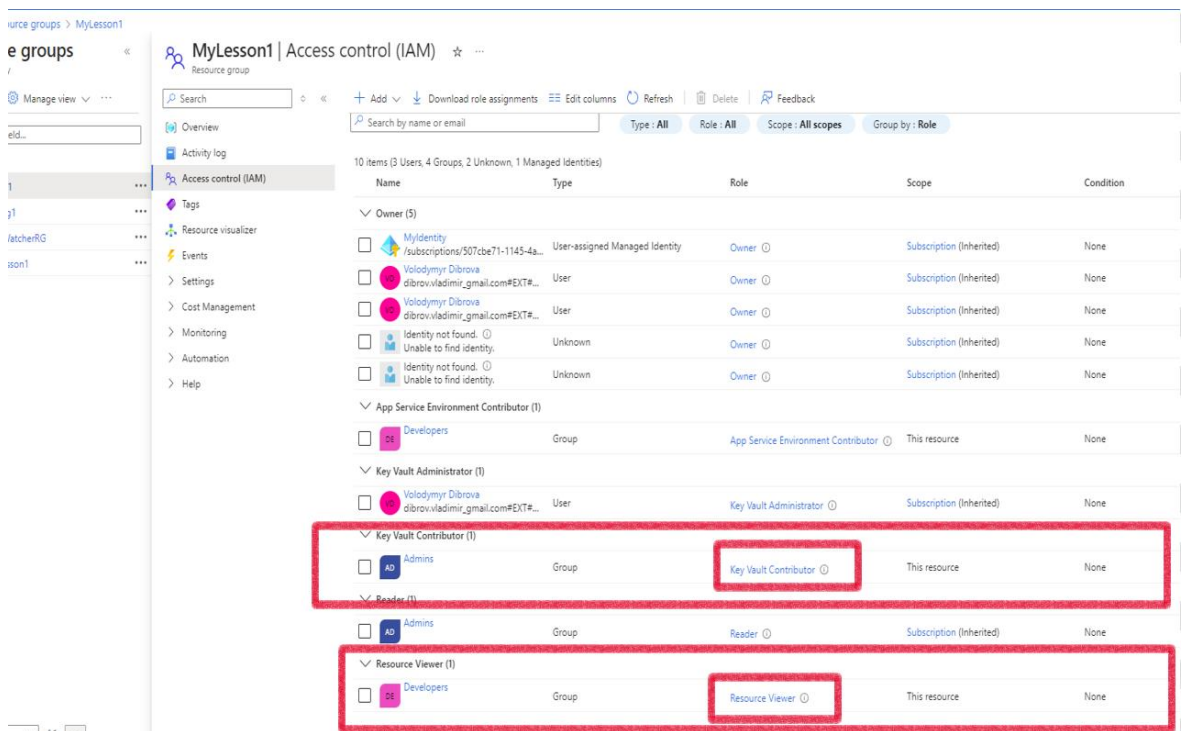 urce groups > MyLesson1
e groups «
MyLesson1 | Access control (IAM) ☆ ...
Resource group
Manage view ...
eld...
1 ...
g1 ...
WatcherRG ...
sson1 ...
Search
Overview
Activity log
Access control (IAM)
Tags
Resource visualizer
Events
Settings
Cost Management
Monitoring
Automation
Help
+ Add Download role assignments Edit columns Refresh Delete Feedback
Search by name or email Type : All Role : All Scope : All scopes Group by : Role
10 items (3 Users, 4 Groups, 2 Unknown, 1 Managed Identities)
Name Type Role Scope Condition
Owner (5)
MyIdentity
/subscriptions/507cbe71-1145-4a... User-assigned Managed Identity Owner Subscription (Inherited) None
VD Volodymyr Dibrova
dibrov.vladimir_gmail.com#EXT#... User Owner Subscription (Inherited) None
VD Volodymyr Dibrova
dibrov.vladimir_gmail.com#EXT#... User Owner Subscription (Inherited) None
Identity not found.
Unable to find identity. Unknown Owner Subscription (Inherited) None
Identity not found.
Unable to find identity. Unknown Owner Subscription (Inherited) None
App Service Environment Contributor (1)
DE Developers Group App Service Environment Contributor This resource None
Key Vault Administrator (1)
VD Volodymyr Dibrova
dibrov.vladimir_gmail.com#EXT#... User Key Vault Administrator Subscription (Inherited) None
Key Vault Contributor (1)
AD Admins Group Key Vault Contributor This resource None
Reader (1)
AD Admins Group Reader Subscription (Inherited) None
Resource Viewer (1)
DE Developers Group Resource Viewer This resource None